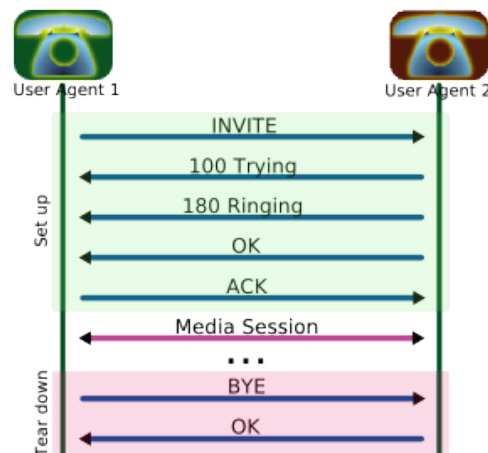 User Agent 1
User Agent 2
Set up
INVITE
100 Trying
180 Ringing
OK
ACK
Media Session
...
Tear down
BYE
OK